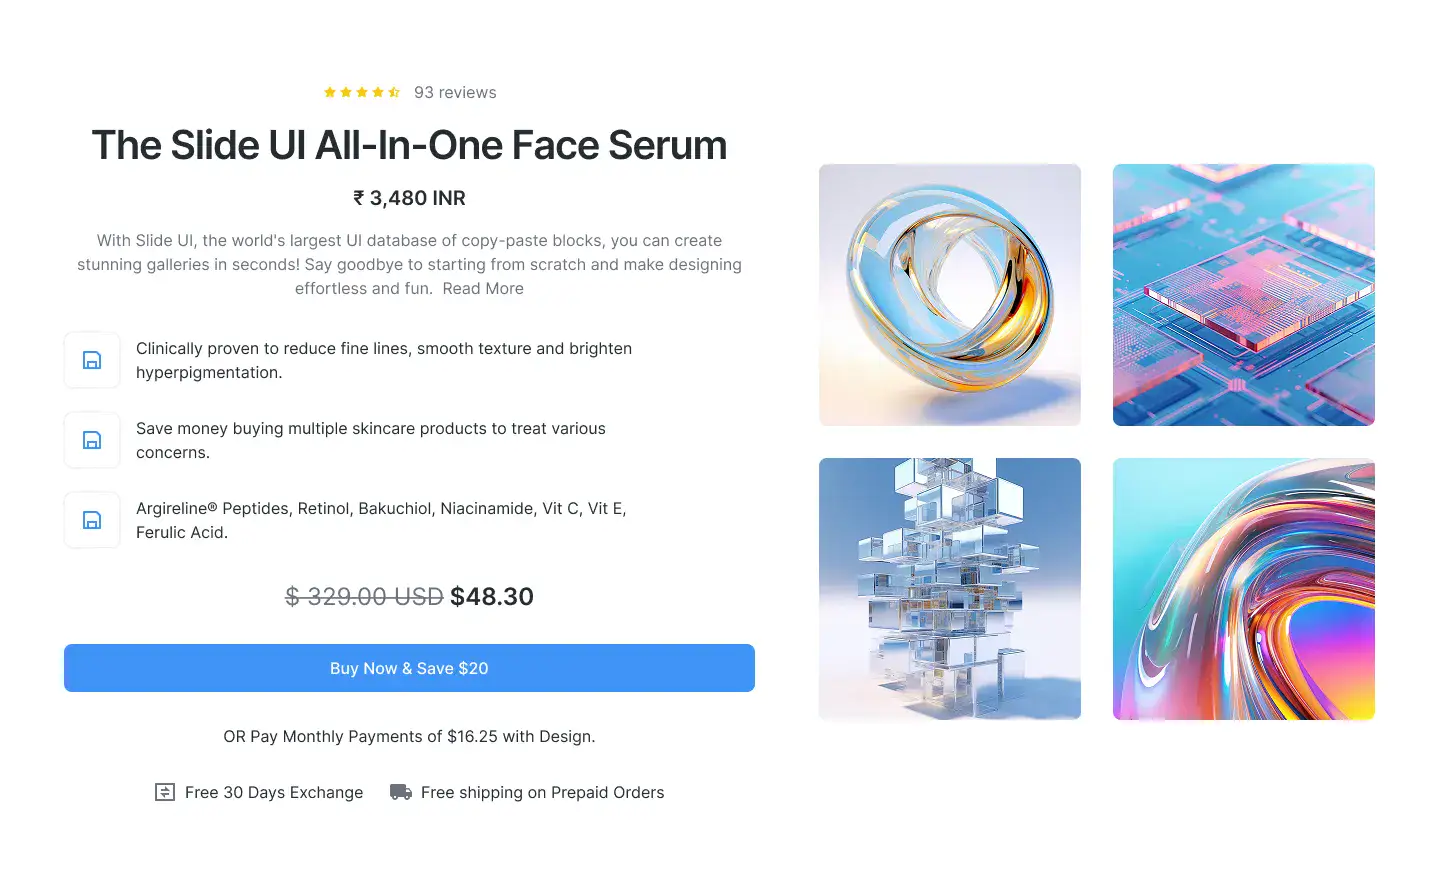 93 reviews
The Slide UI All-In-One Face Serum
₹ 3,480 INR
With Slide UI, the world's largest UI database of copy-paste blocks, you can create
stunning galleries in seconds! Say goodbye to starting from scratch and make designing
effortless and fun. Read More
Clinically proven to reduce fine lines, smooth texture and brighten
hyperpigmentation.
Save money buying multiple skincare products to treat various
concerns.
Argireline® Peptides, Retinol, Bakuchiol, Niacinamide, Vit C, Vit E,
Ferulic Acid.
$ 329.00 USD $48.30
Buy Now & Save $20
OR Pay Monthly Payments of $16.25 with Design.
Free 30 Days Exchange Free shipping on Prepaid Orders